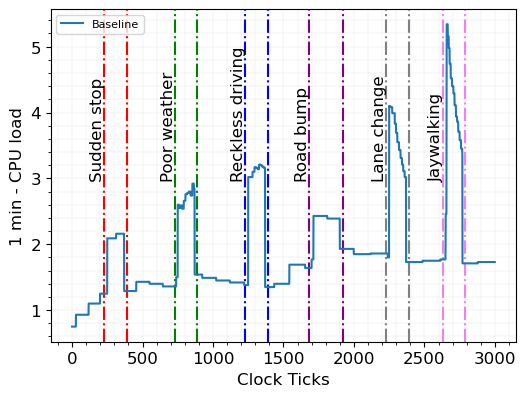 Baseline
5
4
3
2
1
1 min - CPU load
Sudden stop
Poor weather
Reckless driving
Road bump
Lane change
Jaywalking
0 500 1000 1500 2000 2500 3000
Clock Ticks